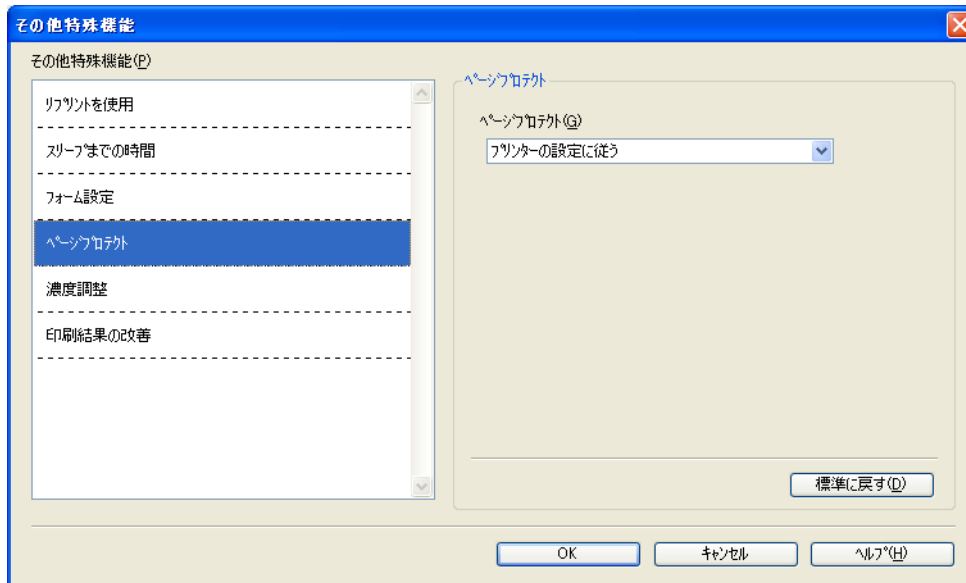 その他特殊機能
その他特殊機能(P)
ﾘﾌﾟﾘﾝﾄを使用
ｽﾘｰﾌﾟまでの時間
ﾌｫｰﾑ設定
ﾍﾟｰｼﾞﾌﾟﾛﾃｸﾄ
濃度調整
印刷結果の改善
ﾍﾟｰｼﾞﾌﾟﾛﾃｸﾄ
ﾍﾟｰｼﾞﾌﾟﾛﾃｸﾄ(G)
ﾌﾟﾘﾝﾀｰの設定に従う
標準に戻す(D)
OK
ｷｬﾝｾﾙ
ﾍﾙﾌﾟ(H)